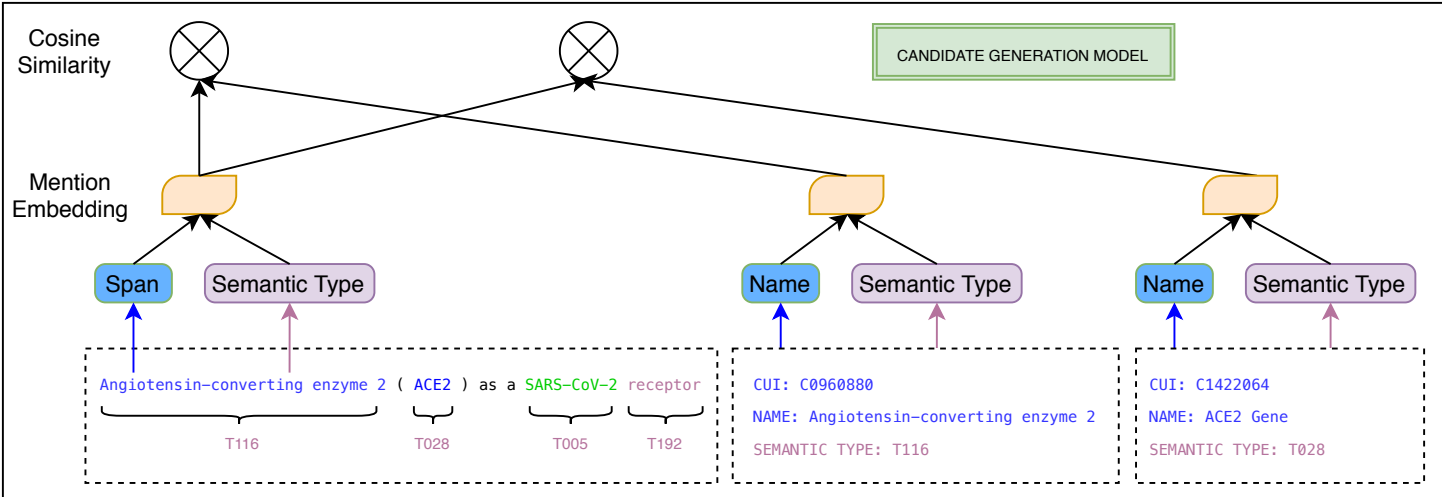 Cosine
Similarity
CANDIDATE GENERATION MODEL
Mention
Embedding
Span
Semantic Type
Name
Semantic Type
Name
Semantic Type
Angiotensin-converting enzyme 2 ( ACE2 ) as a SARS-CoV-2 receptor
T116
T028
T005
T192
CUI: C0960880
NAME: Angiotensin-converting enzyme 2
SEMANTIC TYPE: T116
CUI: C1422064
NAME: ACE2 Gene
SEMANTIC TYPE: T028